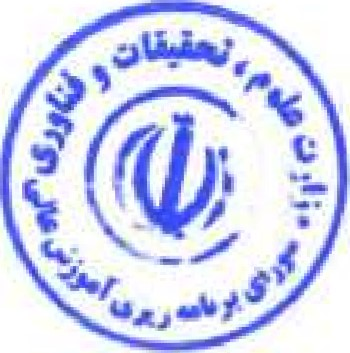 وزارت علوم، تحقیقات و فناوری
شورای برنامه ریزی آموزش عالی